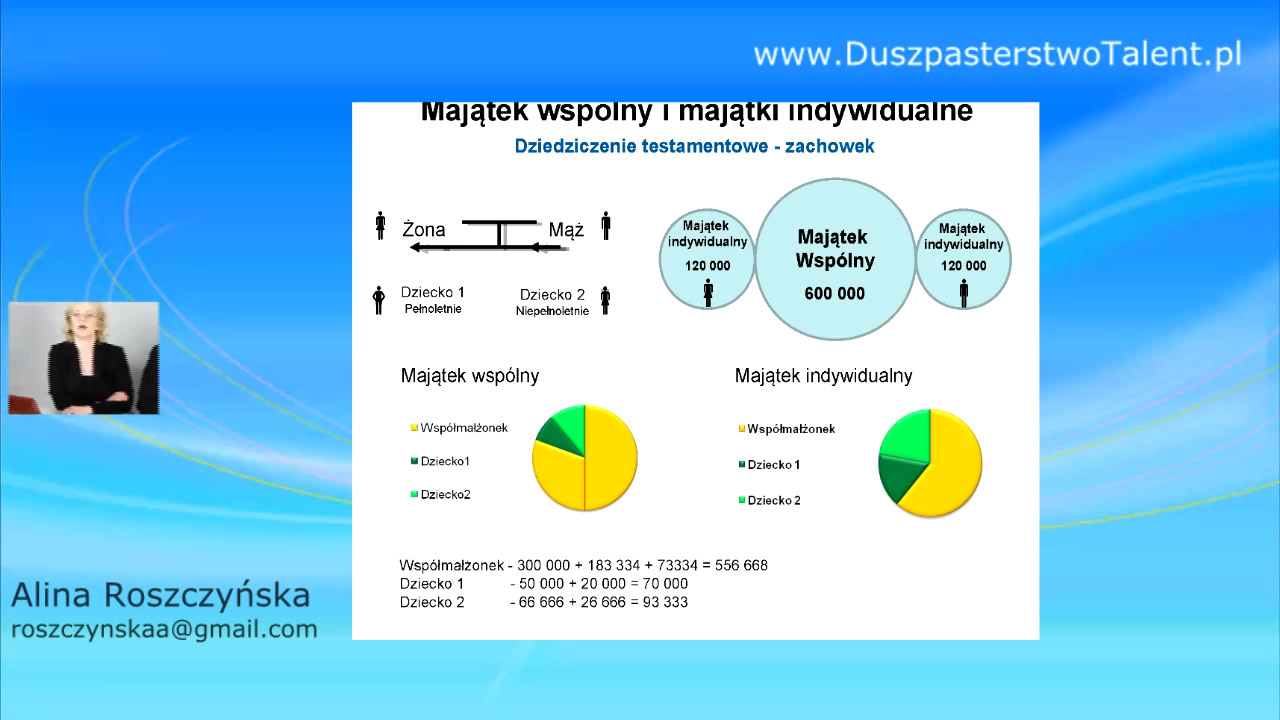 www.DuszpasterstwoTalent.pl
Majątek wspólny i majątki indywidualne
Dziedziczenie testamentowe - zachowek
Żona
Mąż
Dziecko 1
Pełnoletnie
Dziecko 2
Niepełnoletnie
Majątek
indywidualny
120 000
Majątek
Wspólny
600 000
Majątek
indywidualny
120 000
Majątek wspólny
Współmałżonek
Dziecko1
Dziecko2
Majątek indywidualny
Współmałżonek
Dziecko 1
Dziecko 2
Współmałżonek - 300 000 + 183 334 + 73334 = 556 668
Dziecko 1 - 50 000 + 20 000 = 70 000
Dziecko 2 - 66 666 + 26 666 = 93 333
Alina Roszczyńska
roszczynskaa@gmail.com